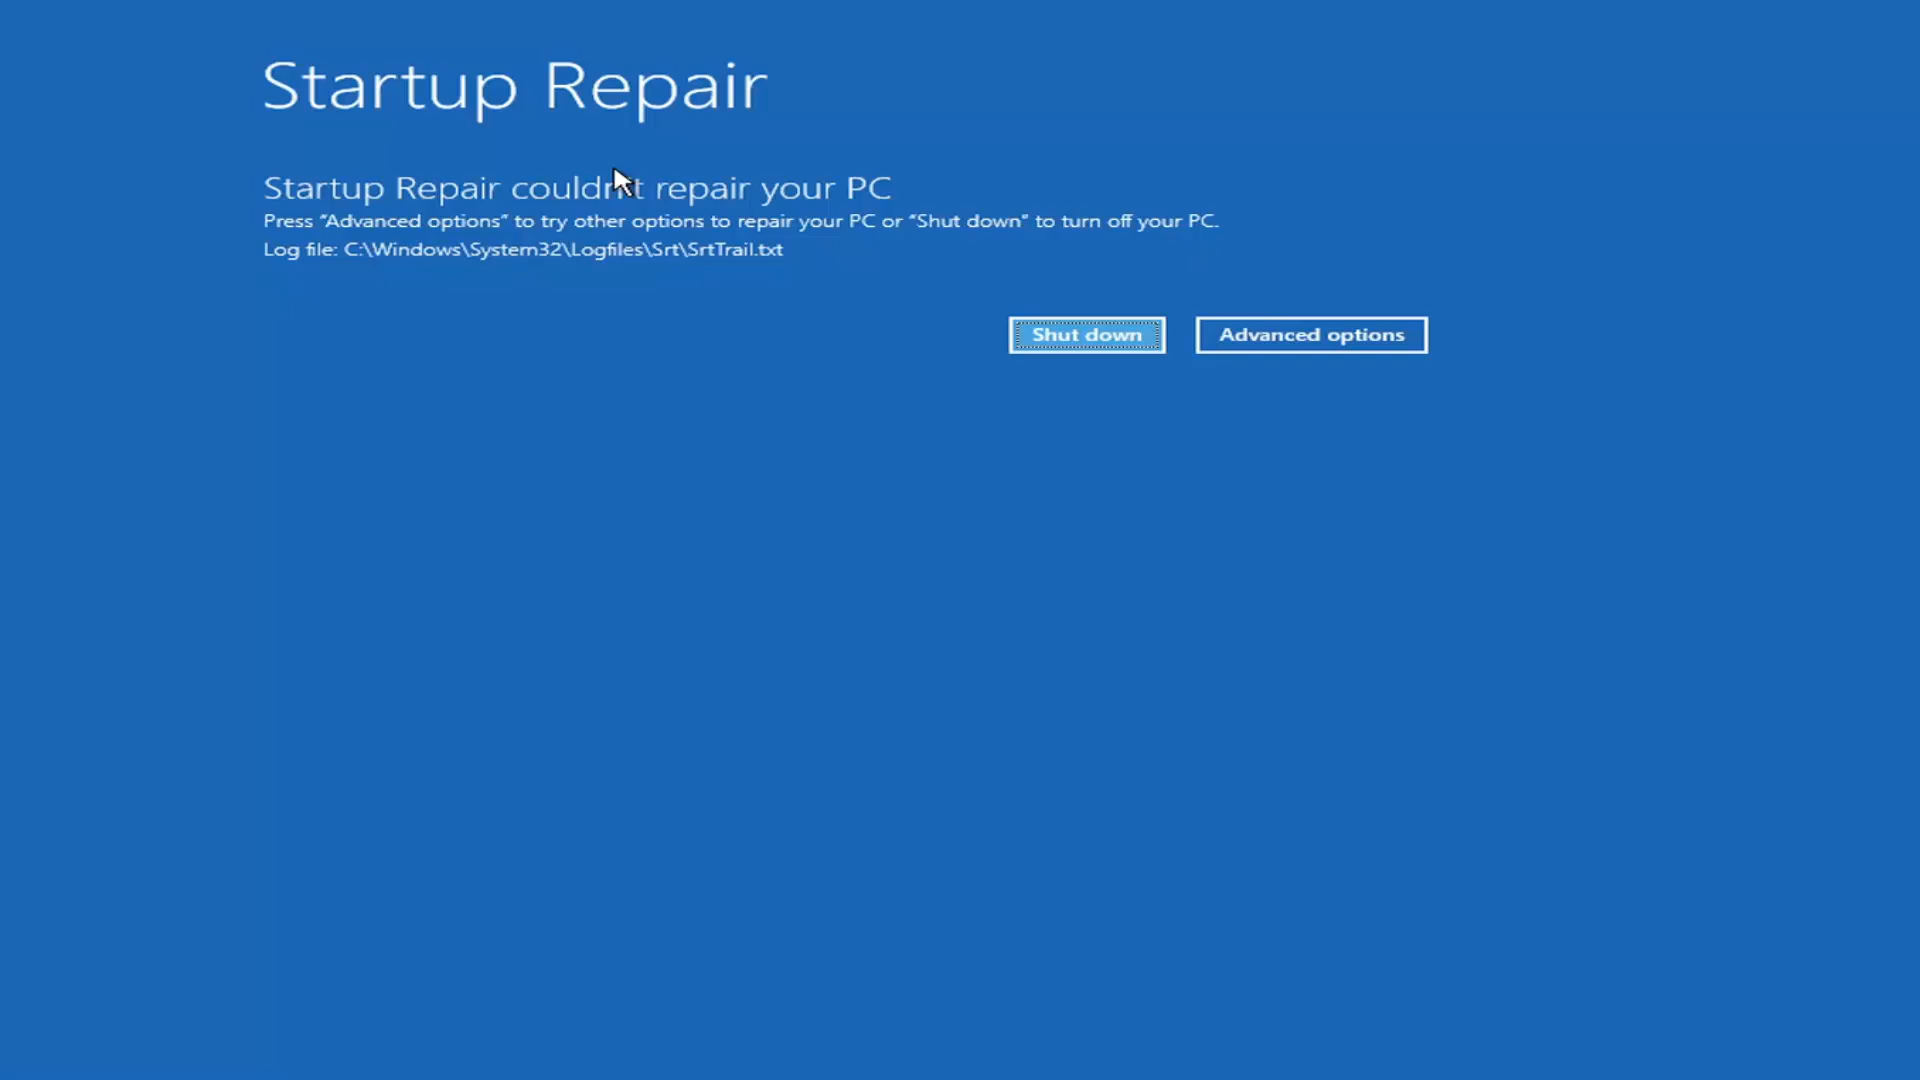 Startup Repair
Startup Repair couldn't repair your PC
Press "Advanced options" to try other options to repair your PC or "Shut down" to turn off your PC.
Log file: C:\Windows\System32\Logfiles\Srt\SrtTrail.txt
Shut down
Advanced options